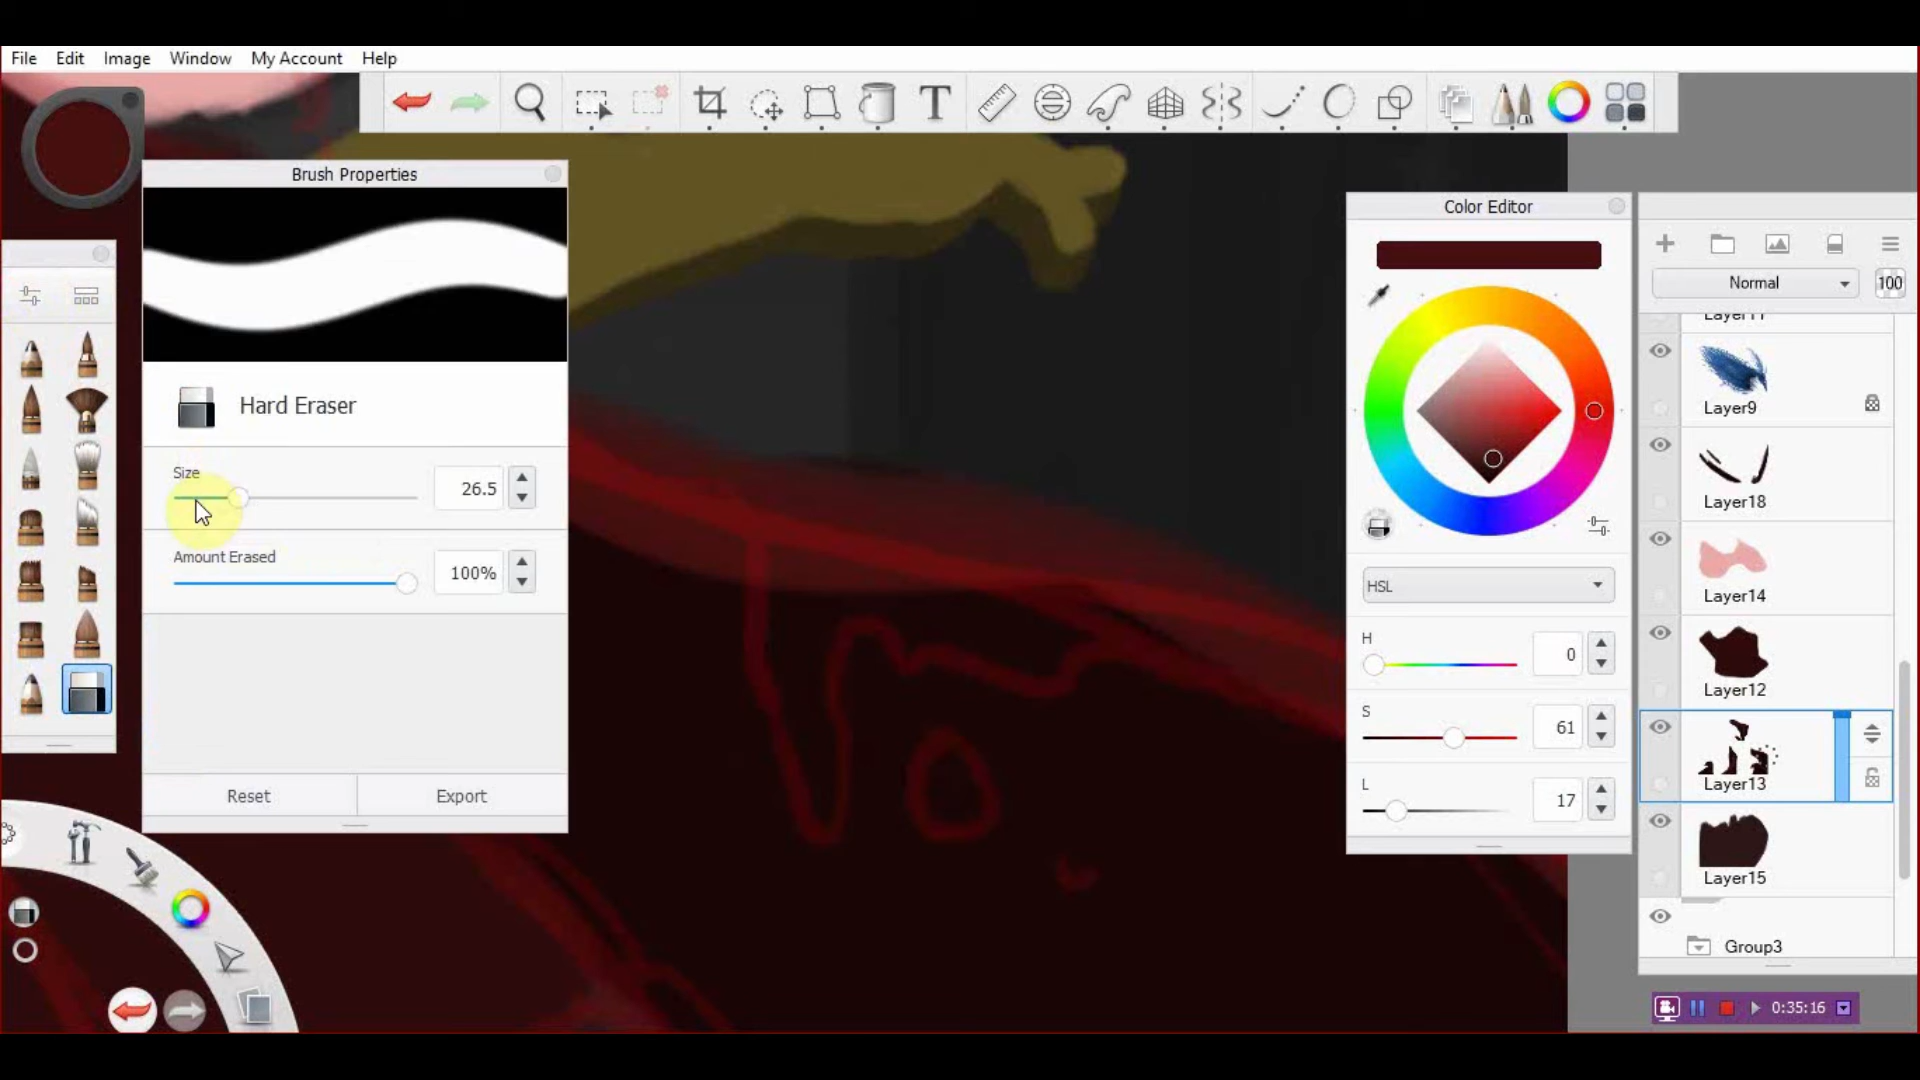 File Edit Image Window My Account Help
T
Brush Properties
Hard Eraser
Size
26.5
Amount Erased
100%
Reset Export
Color Editor
HSL
H
0
S
61
L
17
Normal 100
Layer11
Layer9
Layer18
Layer14
Layer12
Layer13
Layer15
Group3
0:35:16